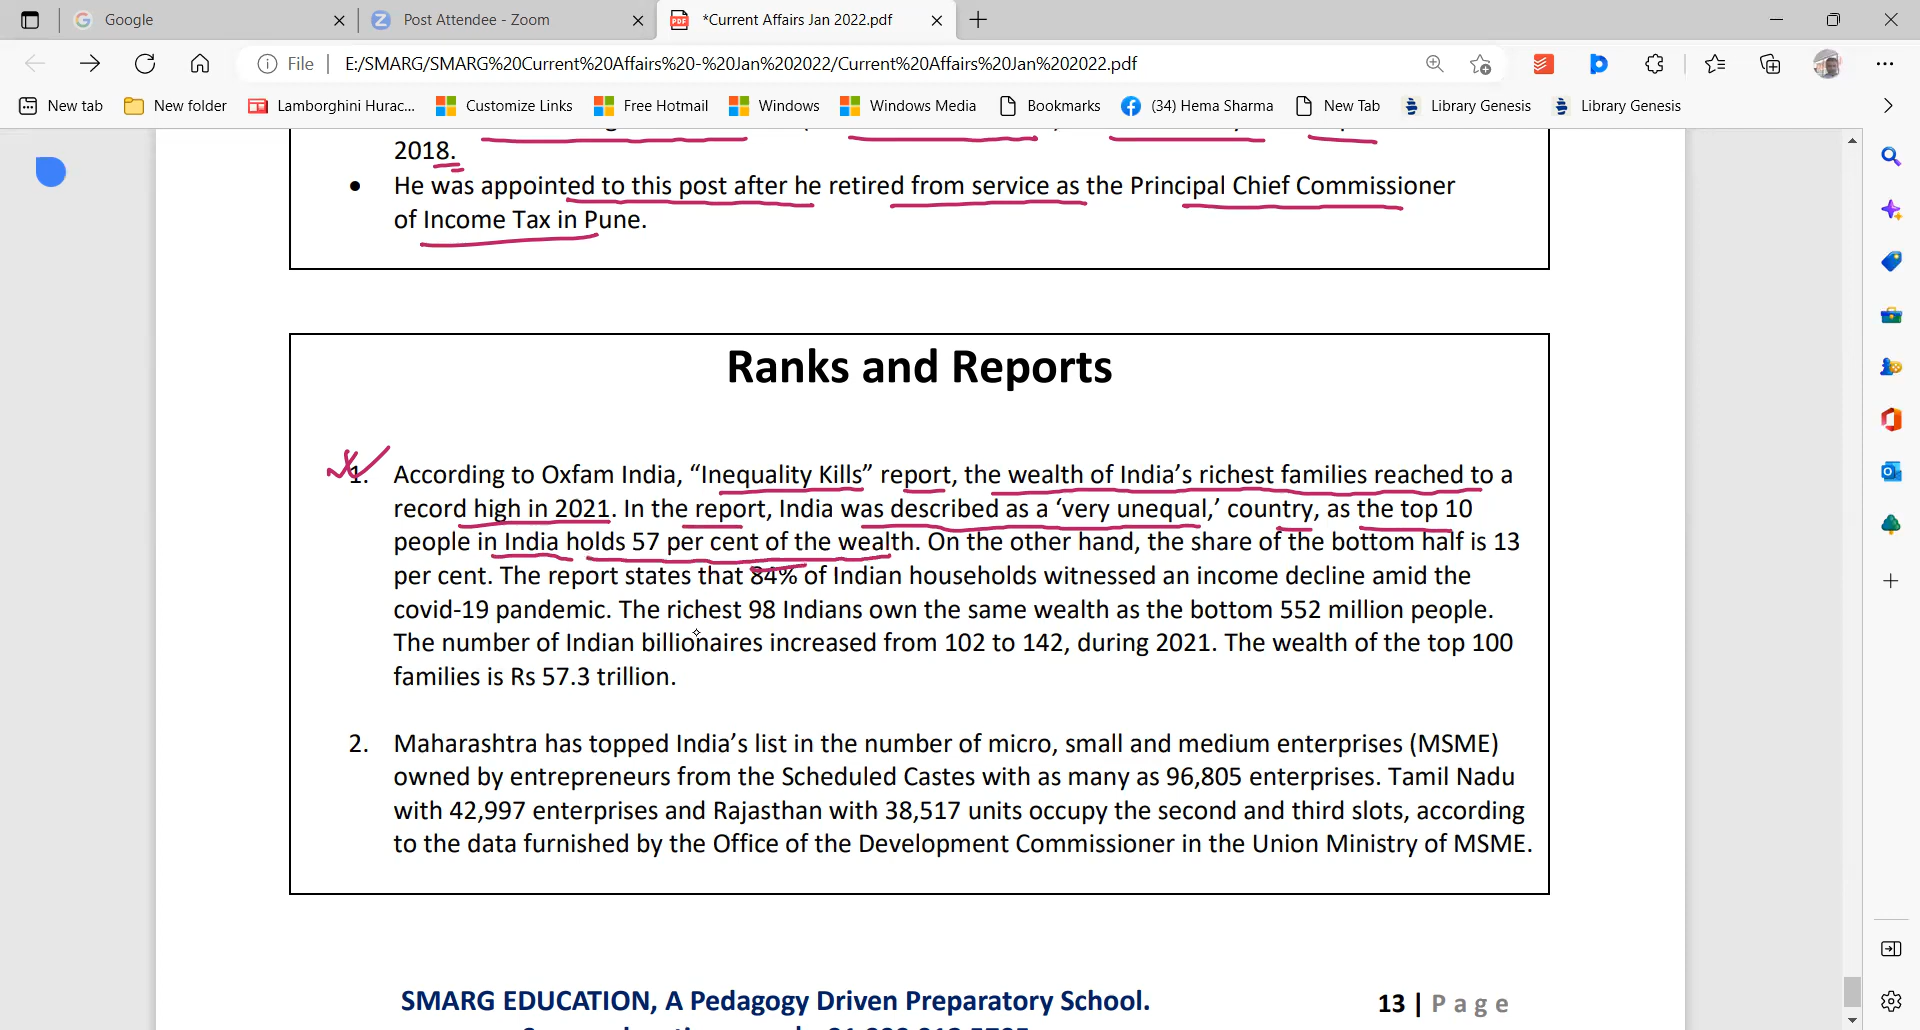 Google
Post Attendee - Zoom
*Current Affairs Jan 2022.pdf
File
E:/SMARG/SMARG%20Current%20Affairs%20-%20Jan%202022/Current%20Affairs%20Jan%202022.pdf
New tab
New folder
Lamborghini Hurac...
Customize Links
Free Hotmail
Windows
Windows Media
Bookmarks
(34) Hema Sharma
New Tab
Library Genesis
Library Genesis
2018.
• He was appointed to this post after he retired from service as the Principal Chief Commissioner
of Income Tax in Pune.
Ranks and Reports
1. According to Oxfam India, “Inequality Kills” report, the wealth of India’s richest families reached to a
record high in 2021. In the report, India was described as a ‘very unequal,’ country, as the top 10
people in India holds 57 per cent of the wealth. On the other hand, the share of the bottom half is 13
per cent. The report states that 84% of Indian households witnessed an income decline amid the
covid-19 pandemic. The richest 98 Indians own the same wealth as the bottom 552 million people.
The number of Indian billionaires increased from 102 to 142, during 2021. The wealth of the top 100
families is Rs 57.3 trillion.
2. Maharashtra has topped India’s list in the number of micro, small and medium enterprises (MSME)
owned by entrepreneurs from the Scheduled Castes with as many as 96,805 enterprises. Tamil Nadu
with 42,997 enterprises and Rajasthan with 38,517 units occupy the second and third slots, according
to the data furnished by the Office of the Development Commissioner in the Union Ministry of MSME.
SMARG EDUCATION, A Pedagogy Driven Preparatory School.
13 | Page